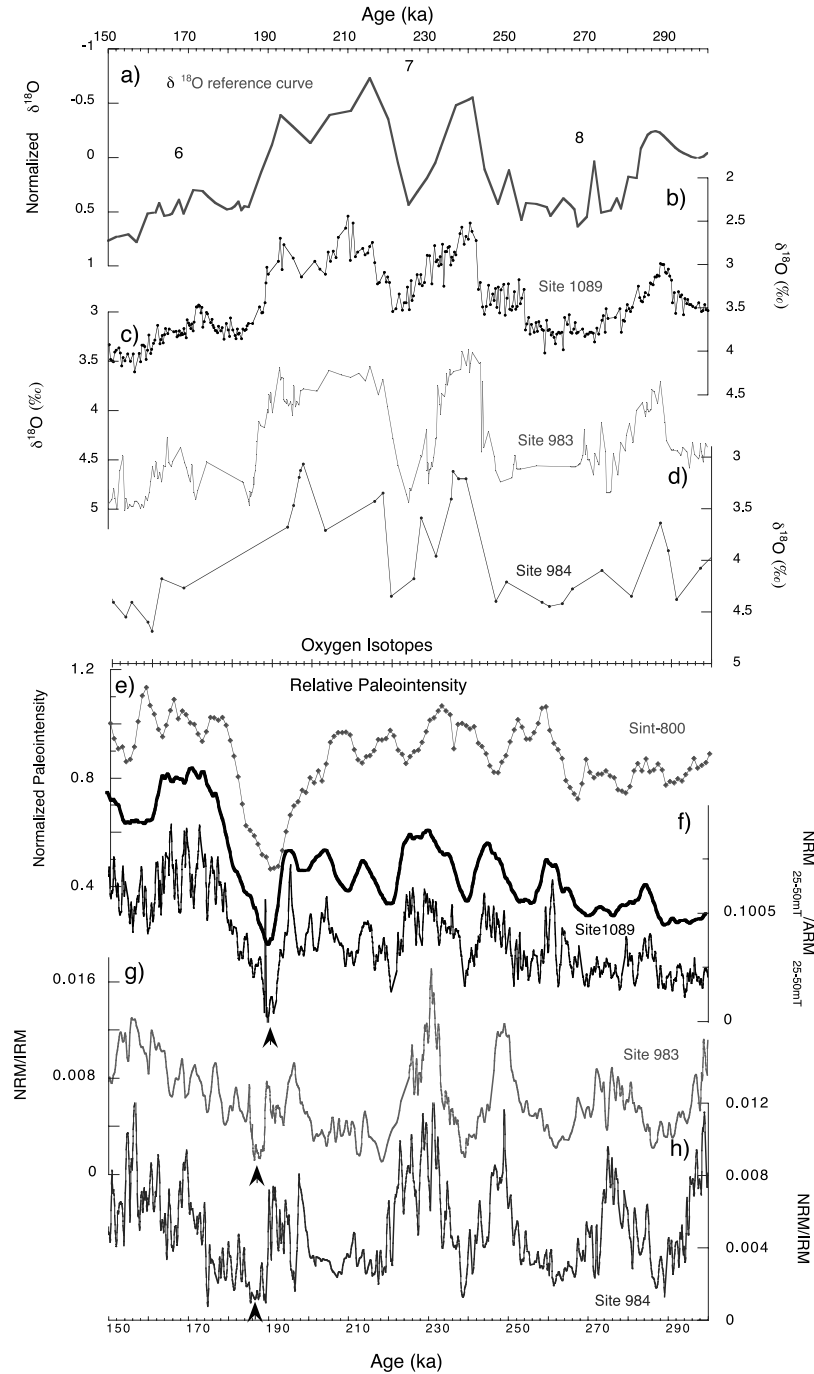 Age (ka)
150 170 190 210 230 250 270 290
-1
-0.5
0
0.5
1
Normalized δ18O
a)
δ 18O reference curve
7
6
8
b)
2
2.5
3
3.5
4
4.5
δ18O (‰)
Site 1089
c)
3
3.5
4
4.5
5
δ18O (‰)
Site 983
d)
3
3.5
4
4.5
5
δ18O (‰)
Site 984
Oxygen Isotopes
Relative Paleointensity
e)
1.2
0.8
0.4
Normalized Paleointensity
Sint-800
f)
NRM25-50mT/ARM25-50mT
0.1005
0
Site1089
g)
0.016
0.008
0
NRM/IRM
Site 983
h)
0.012
0.008
0.004
0
NRM/IRM
Site 984
150 170 190 210 230 250 270 290
Age (ka)